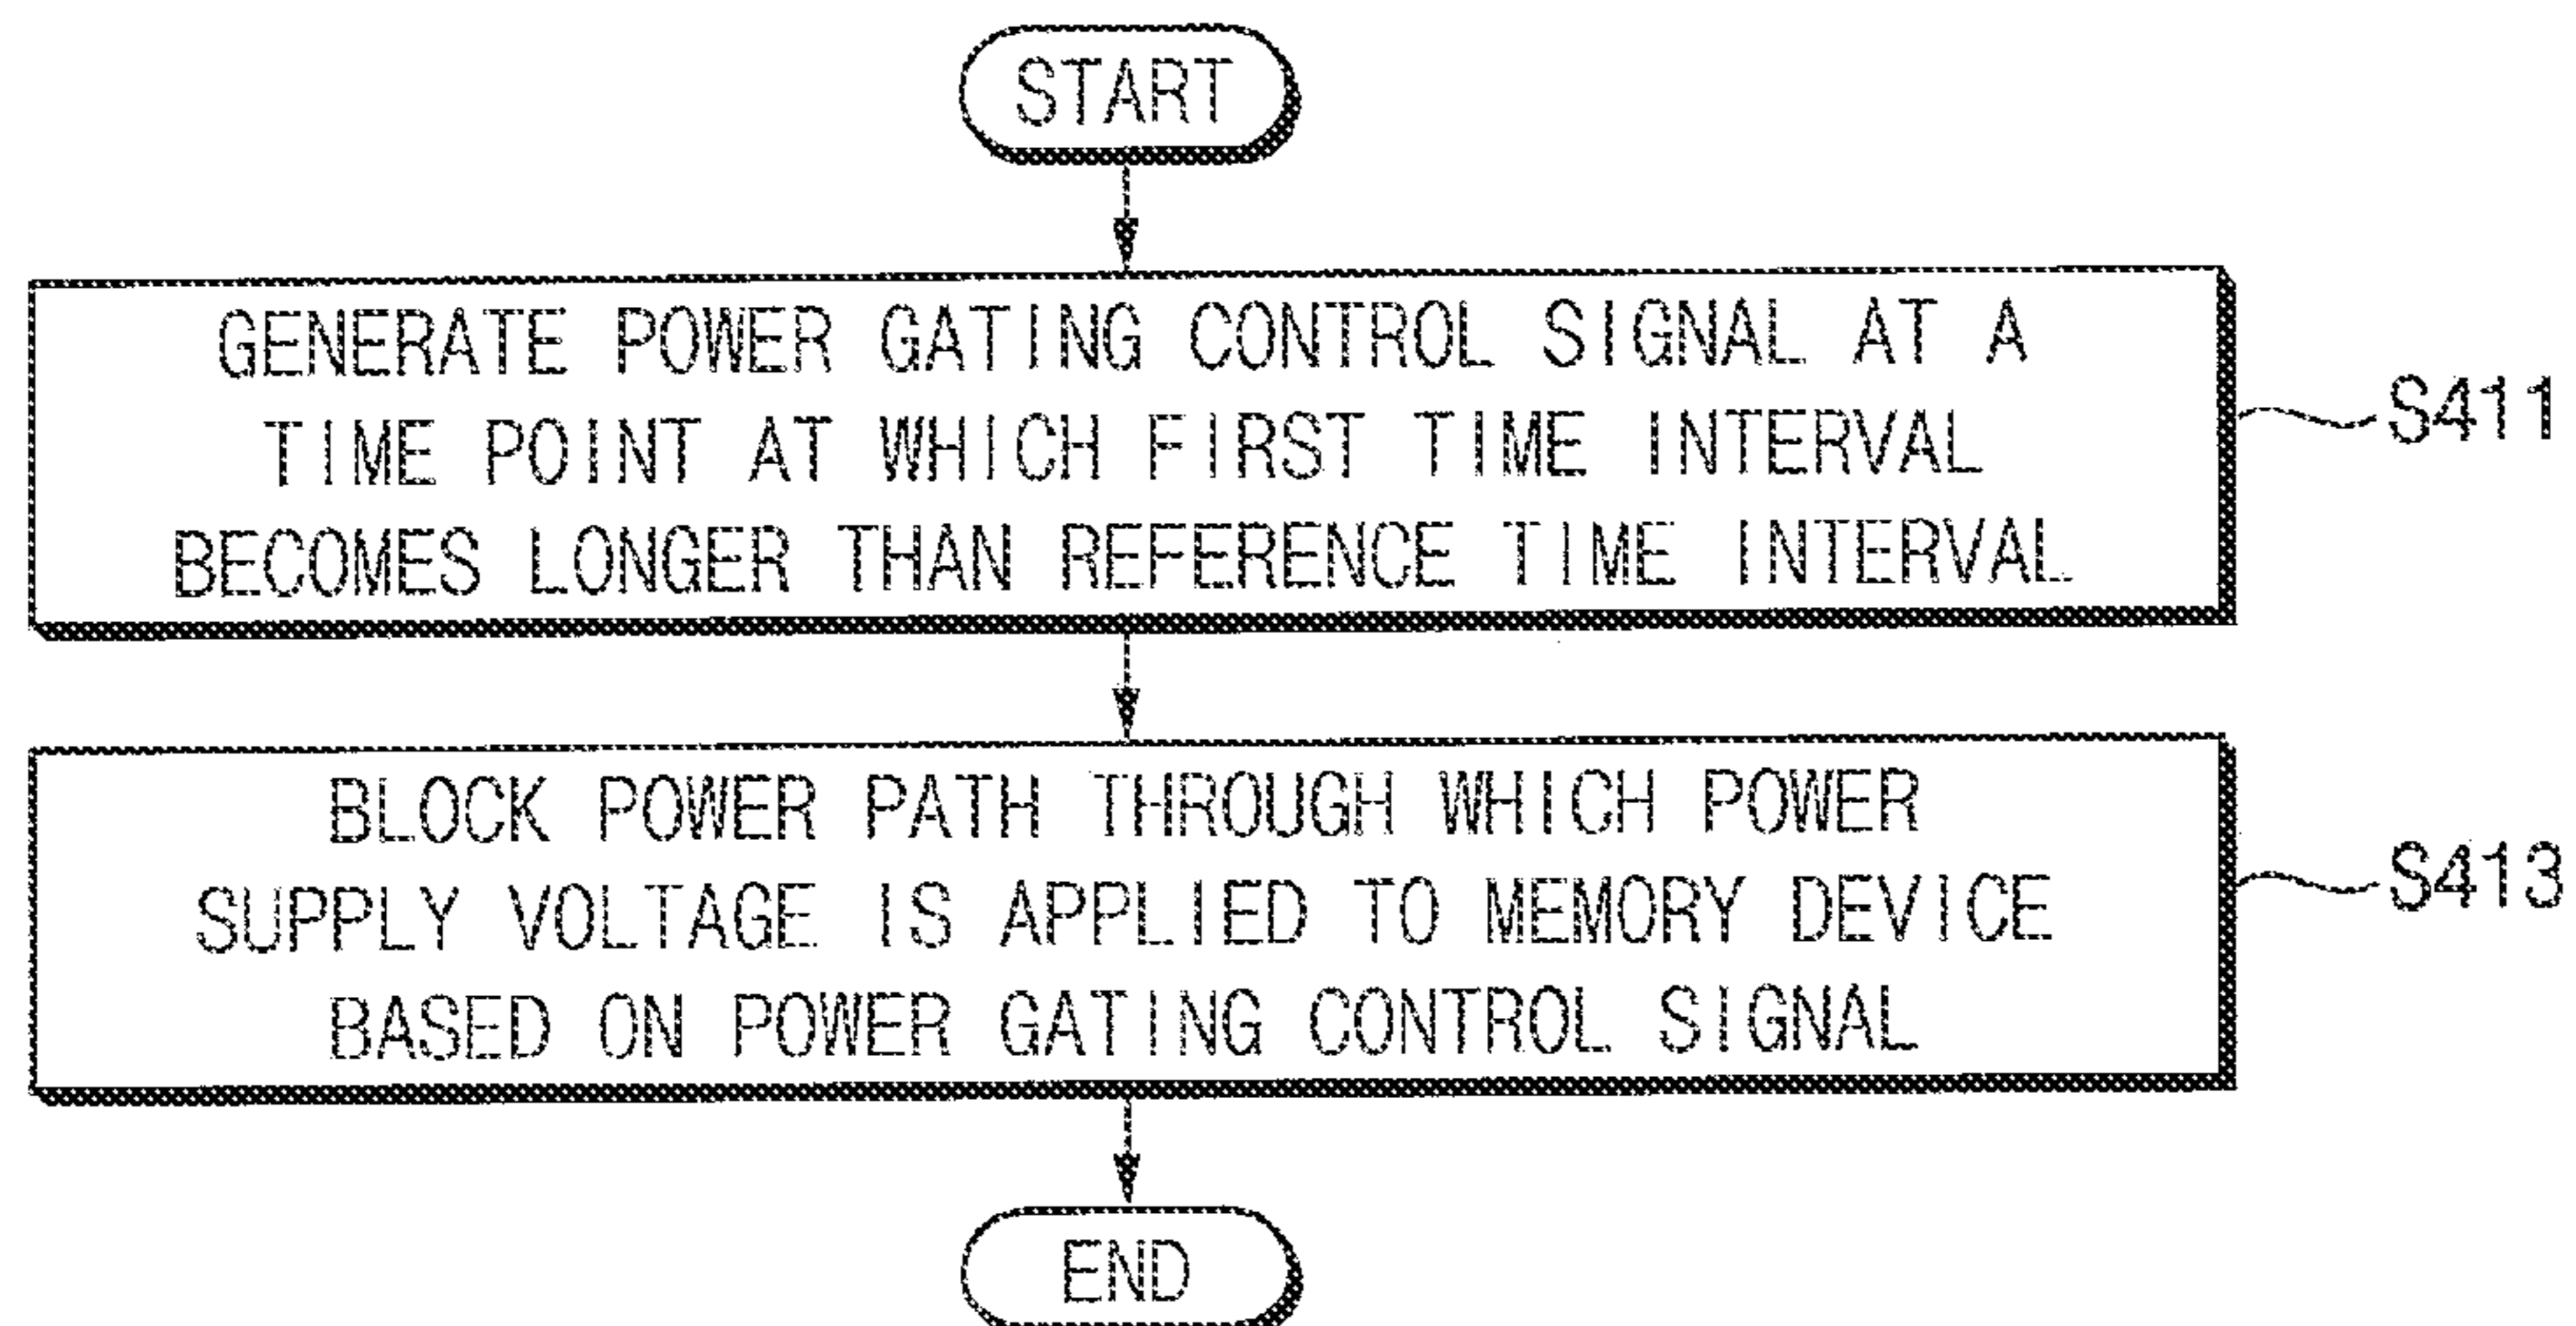 START
GENERATE POWER GATING CONTROL SIGNAL AT A
TIME POINT AT WHICH FIRST TIME INTERVAL
BECOMES LONGER THAN REFERENCE TIME INTERVAL
S411
BLOCK POWER PATH THROUGH WHICH POWER
SUPPLY VOLTAGE IS APPLIED TO MEMORY DEVICE
BASED ON POWER GATING CONTROL SIGNAL
S413
END